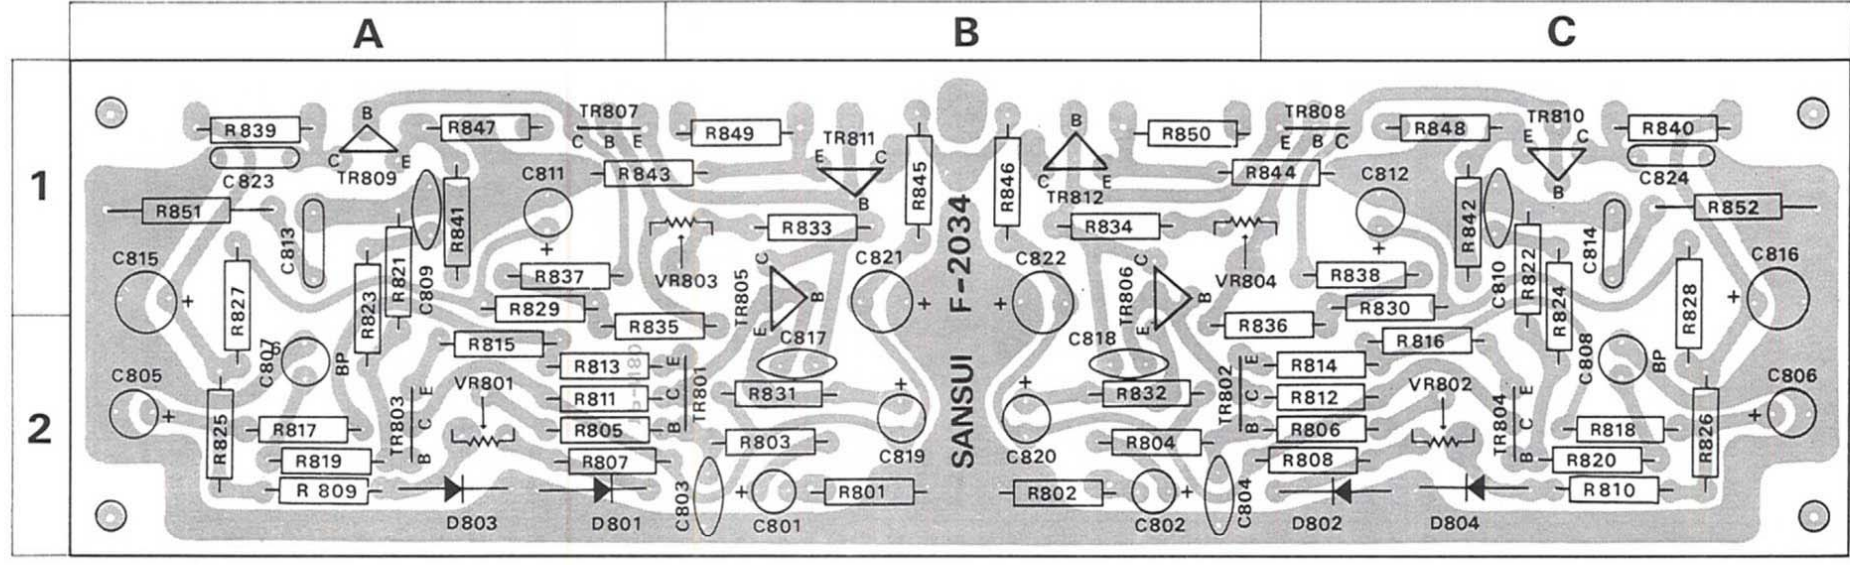 A B C
1
2
R839
B
R847
TR807
R849
TR811
B
R850
TR808
R848
TR810
R840
C E
C B E
E C
E B C
E C
C823
TR809
C811
R843
R845
R846
C E
TR812
R844
C812
B
C824
R851
R841
B
R842
R852
C813
R833
R834
C814
C815
R821
C809
R837
VR803
TR805
C
B
E
C821
F-2034
C822
TR806
C
B
E
VR804
R838
C810
R822
R824
C816
+
R827
R823
R829
R835
+
+
R836
R830
R828
+
C807
BP
R815
R813
E
C
B
TR801
C817
SANSUI
C818
TR802
E
C
B
R814
R816
C808
BP
C805
+
VR801
R811
R831
+
+
R832
R812
VR802
C806
+
R825
R817
TR803
E
C
B
R805
R803
R804
R806
TR804
E
C
B
R818
R826
R819
R807
C819
C820
R808
R820
R 809
C803
+
R801
R802
+
C804
R810
D803
D801
C801
C802
D802
D804
+
+